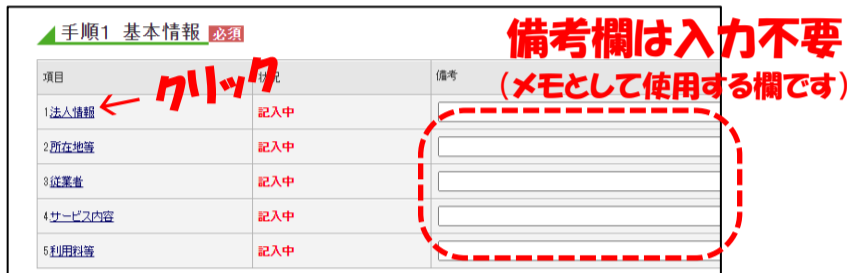 手順1 基本情報 必須
備考欄は入力不要
(メモとして使用する欄です)
項目 状況 備考
クリック
1法人情報 記入中
2所在地等 記入中
3従業者 記入中
4サービス内容 記入中
5利用料等 記入中